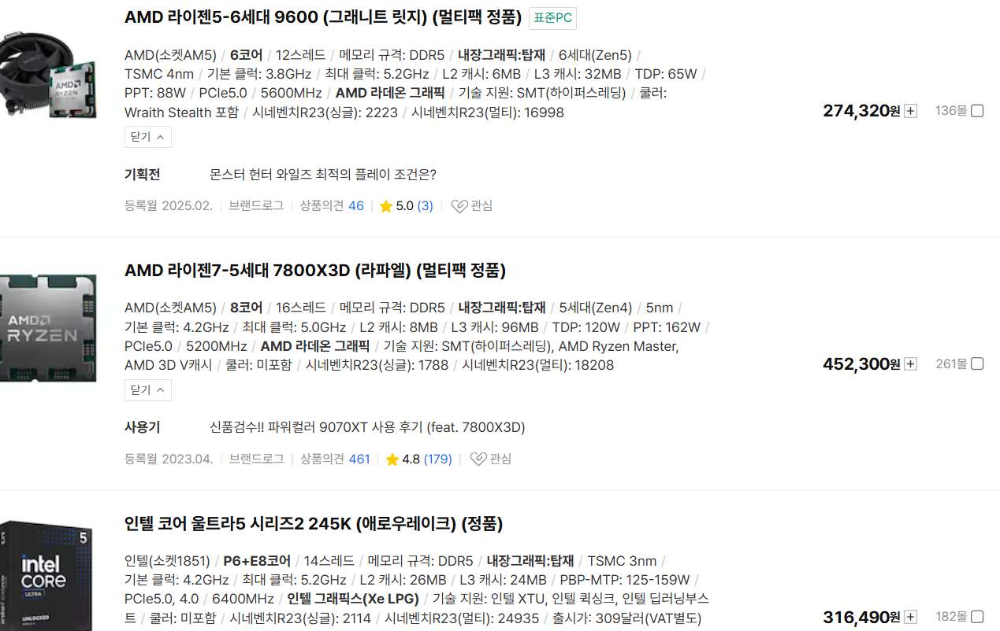 AMD 라이젠5-6세대 9600 (그래니트 릿지) (멀티팩 정품) 표준PC
AMD(소켓AM5) / 6코어 / 12스레드 / 메모리 규격: DDR5 / 내장그래픽:탑재 / 6세대(Zen5) /
TSMC 4nm / 기본 클럭: 3.8GHz / 최대 클럭: 5.2GHz / L2 캐시: 6MB / L3 캐시: 32MB / TDP: 65W /
PPT: 88W / PCIe5.0 / 5600MHz / AMD 라데온 그래픽 / 기술 지원: SMT(하이퍼스레딩) / 쿨러:
Wraith Stealth 포함 / 시네벤치R23(싱글): 2223 / 시네벤치R23(멀티): 16998
274,320원 136몰
닫기
기획전 몬스터 헌터 와일즈 최적의 플레이 조건은?
등록월 2025.02. 브랜드로그 상품의견 46 5.0 (3) 관심
AMD RYZEN
AMD 라이젠7-5세대 7800X3D (라파엘) (멀티팩 정품)
AMD(소켓AM5) / 8코어 / 16스레드 / 메모리 규격: DDR5 / 내장그래픽:탑재 / 5세대(Zen4) / 5nm /
기본 클럭: 4.2GHz / 최대 클럭: 5.0GHz / L2 캐시: 8MB / L3 캐시: 96MB / TDP: 120W / PPT: 162W /
PCIe5.0 / 5200MHz / AMD 라데온 그래픽 / 기술 지원: SMT(하이퍼스레딩), AMD Ryzen Master,
AMD 3D V캐시 / 쿨러: 미포함 / 시네벤치R23(싱글): 1788 / 시네벤치R23(멀티): 18208
452,300원 261몰
닫기
사용기 신품검수!! 파워컬러 9070XT 사용 후기 (feat. 7800X3D)
등록월 2023.04. 브랜드로그 상품의견 461 4.8 (179) 관심
AMD
RYZEN
인텔 코어 울트라5 시리즈2 245K (애로우레이크) (정품)
인텔(소켓1851) / P6+E8코어 / 14스레드 / 메모리 규격: DDR5 / 내장그래픽:탑재 / TSMC 3nm /
기본 클럭: 4.2GHz / 최대 클럭: 5.2GHz / L2 캐시: 26MB / L3 캐시: 24MB / PBP-MTP: 125-159W /
PCIe5.0, 4.0 / 6400MHz / 인텔 그래픽스(Xe LPG) / 기술 지원: 인텔 XTU, 인텔 퀵싱크, 인텔 딥러닝부스
트 / 쿨러: 미포함 / 시네벤치R23(싱글): 2114 / 시네벤치R23(멀티): 24935 / 출시가: 309달러(VAT별도)
316,490원 182몰
5
intel
CORE
ULTRA
UNLOCKED